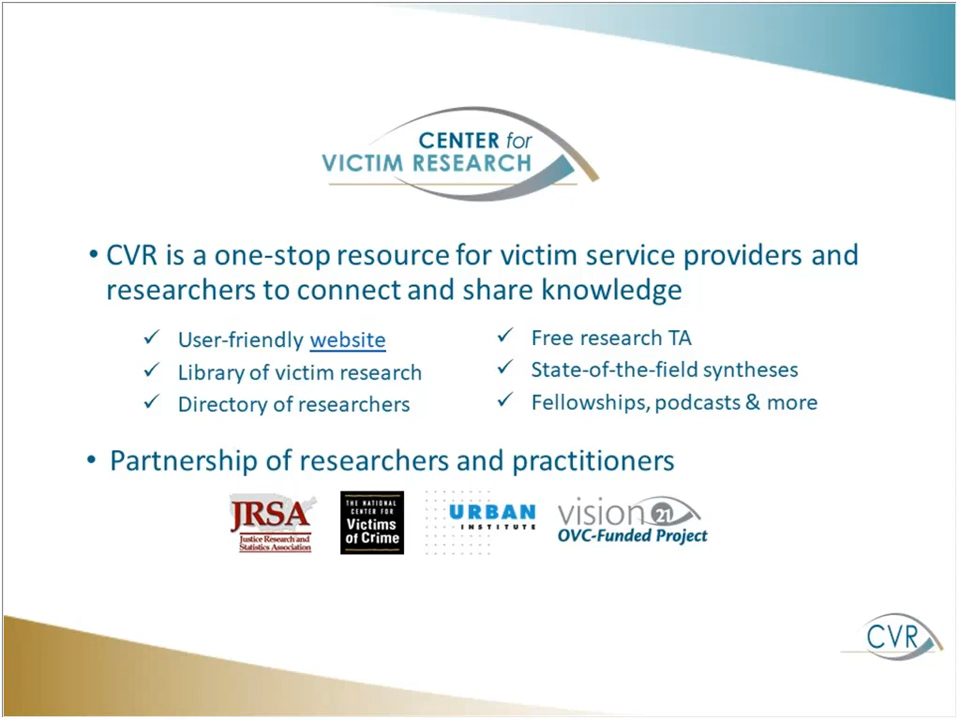 CENTER for
VICTIM RESEARCH
• CVR is a one-stop resource for victim service providers and
researchers to connect and share knowledge
✓ User-friendly website
✓ Library of victim research
✓ Directory of researchers
✓ Free research TA
✓ State-of-the-field syntheses
✓ Fellowships, podcasts & more
• Partnership of researchers and practitioners
JRSA
Justice Research and
Statistics Association
THE NATIONAL
CENTER FOR
Victims
of Crime
URBAN
INSTITUTE
vision 21
OVC-Funded Project
CVR